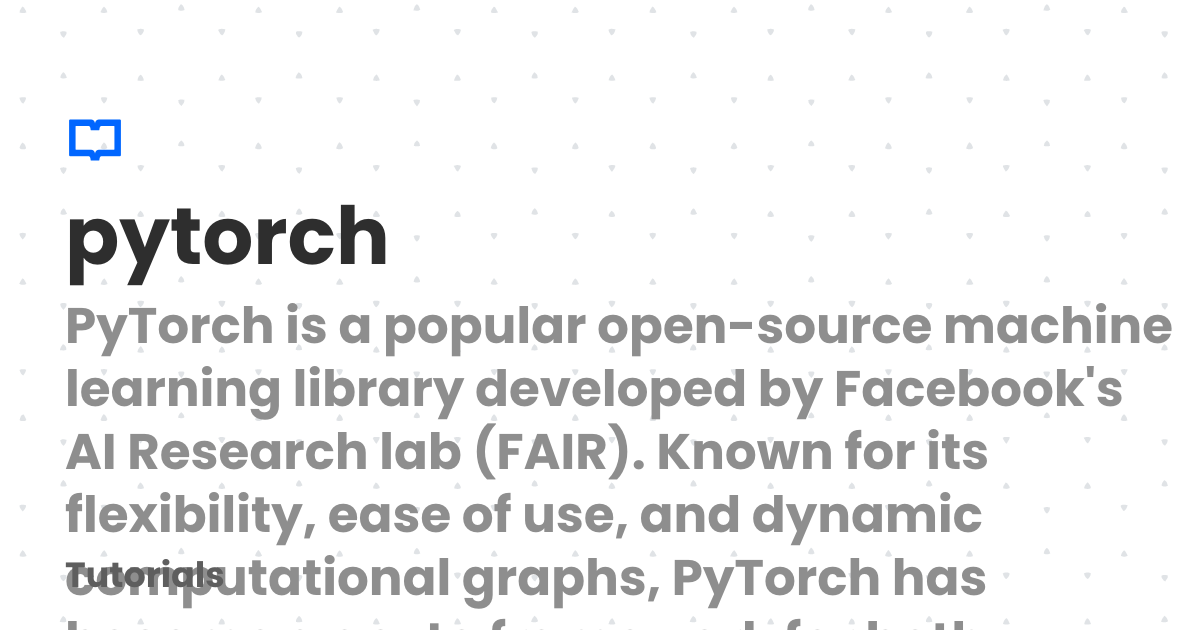 pytorch
PyTorch is a popular open-source machine
learning library developed by Facebook's
AI Research lab (FAIR). Known for its
flexibility, ease of use, and dynamic
computational graphs, PyTorch has
Tutorials